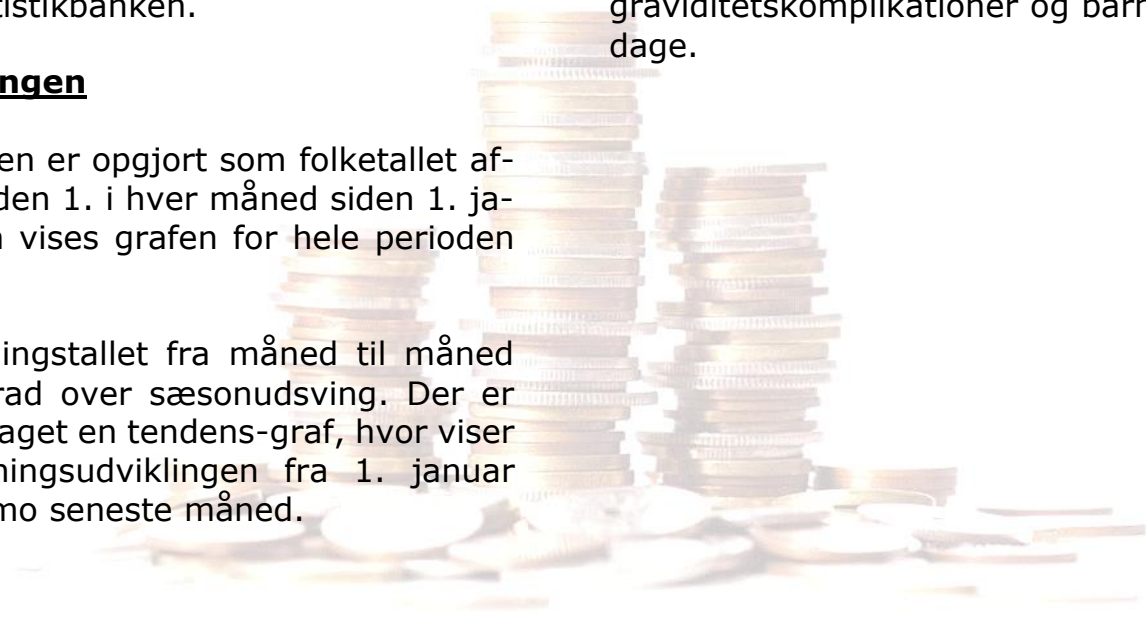 tistikbanken.
ngen
en er opgjort som folketallet af-
den 1. i hver måned siden 1. ja-
vises grafen for hele perioden
ingstallet fra måned til måned
rad over sæsonudsving. Der er
aget en tendens-graf, hvor viser
ningsudviklingen fra 1. januar
mo seneste måned.
graviditetskomplikationer og barn
dage.